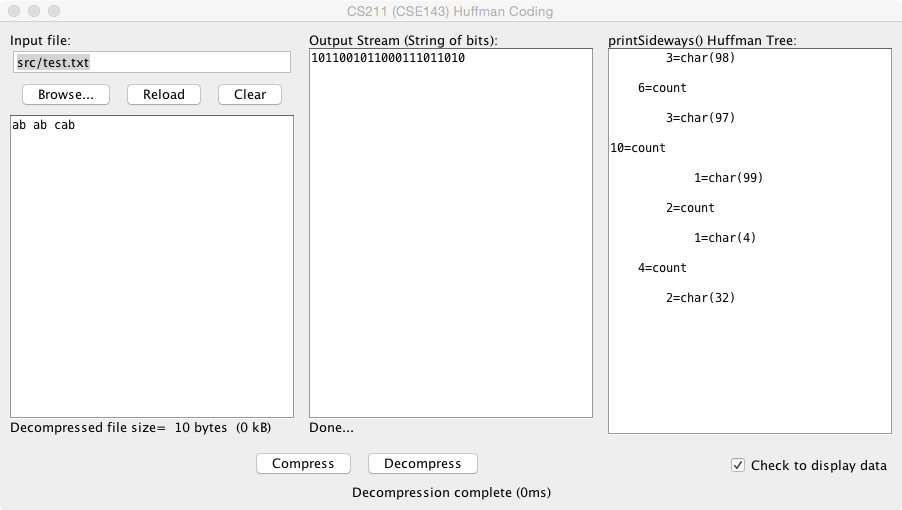 CS211 (CSE143) Huffman Coding
Input file:
src/test.txt
Browse...
Reload
Clear
ab ab cab
Decompressed file size=  10 bytes  (0 kB)
Output Stream (String of bits):
1011001011000111011010
Done...
printSideways() Huffman Tree:
3=char(98)
6=count
3=char(97)
10=count
1=char(99)
2=count
1=char(4)
4=count
2=char(32)
Compress
Decompress
Check to display data
Decompression complete (0ms)